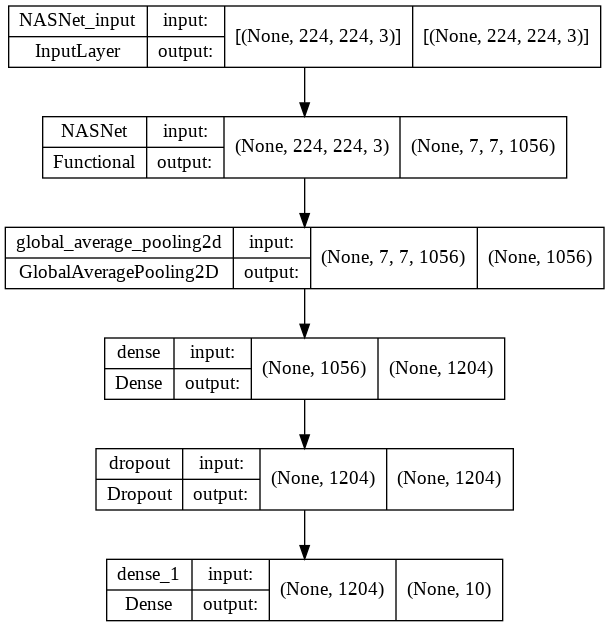 NASNet_input input: [(None, 224, 224, 3)] [(None, 224, 224, 3)]
InputLayer output:
NASNet input: (None, 224, 224, 3) (None, 7, 7, 1056)
Functional output:
global_average_pooling2d input: (None, 7, 7, 1056) (None, 1056)
GlobalAveragePooling2D output:
dense input: (None, 1056) (None, 1204)
Dense output:
dropout input: (None, 1204) (None, 1204)
Dropout output:
dense_1 input: (None, 1204) (None, 10)
Dense output: